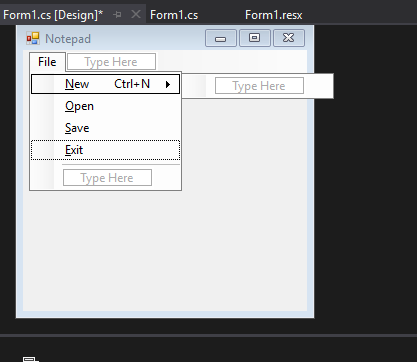 Form1.cs [Design]* Form1.cs Form1.resx
Notepad
File Type Here
New Ctrl+N Type Here
Open
Save
Exit
Type Here